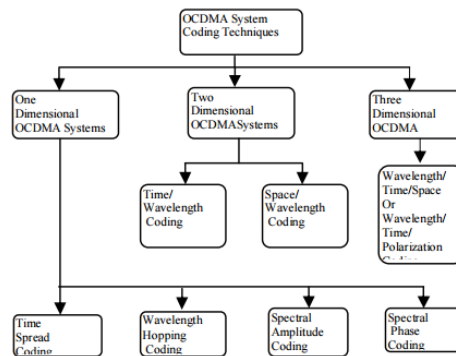 OCDMA System
Coding Techniques
One
Dimensional
OCDMA Systems
Two
Dimensional
OCDMASystems
Three
Dimensional
OCDMA
Time/
Wavelength
Coding
Space/
Wavelength
Coding
Wavelength/
Time/Space
Or
Wavelength/
Time/
Polarization
Coding
Time
Spread
Coding
Wavelength
Hopping
Coding
Spectral
Amplitude
Coding
Spectral
Phase
Coding